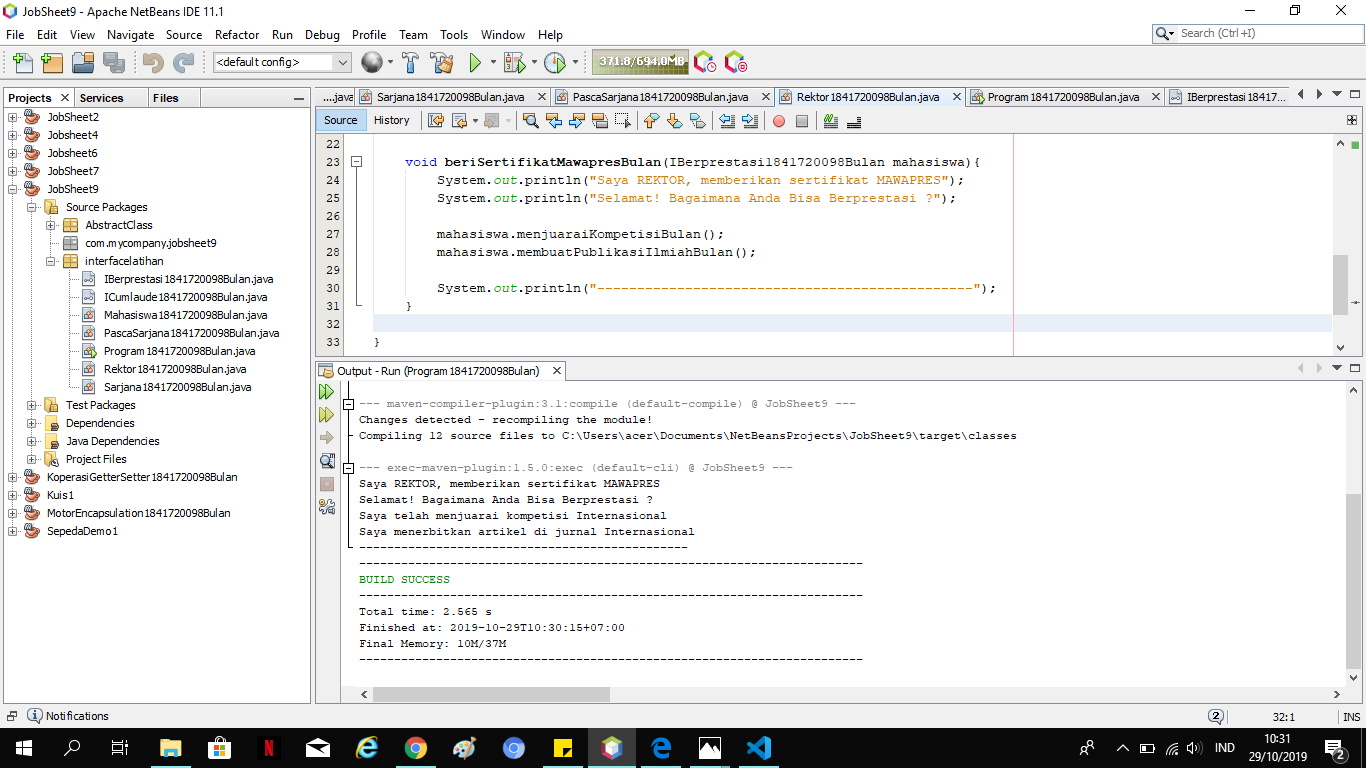 JobSheet9 - Apache NetBeans IDE 11.1
File Edit View Navigate Source Refactor Run Debug Profile Team Tools Window Help
Search (Ctrl+I)
<default config>
371.8/694.0MB
Projects Services Files
JobSheet2
Jobsheet4
Jobsheet6
JobSheet7
JobSheet9
Source Packages
AbstractClass
com.mycompany.jobsheet9
interfacelatihan
IBerprestasi1841720098Bulan.java
ICumlaude1841720098Bulan.java
Mahasiswa1841720098Bulan.java
PascaSarjana1841720098Bulan.java
Program1841720098Bulan.java
Rektor1841720098Bulan.java
Sarjana1841720098Bulan.java
Test Packages
Dependencies
Java Dependencies
Project Files
KoperasiGetterSetter1841720098Bulan
Kuis1
MotorEncapsulation1841720098Bulan
SepedaDemo1
....java Sarjana1841720098Bulan.java PascaSarjana1841720098Bulan.java Rektor1841720098Bulan.java Program1841720098Bulan.java IBerprestasi18417...
Source History
22
23 void beriSertifikatMawapresBulan(IBerprestasi1841720098Bulan mahasiswa){
24 System.out.println("Saya REKTOR, memberikan sertifikat MAWAPRES");
25 System.out.println("Selamat! Bagaimana Anda Bisa Berprestasi ?");
26
27 mahasiswa.menjuaraiKompetisiBulan();
28 mahasiswa.membuatPublikasiIlmiahBulan();
29
30 System.out.println("-----------------------------------------------");
31 }
32
33 }
Output - Run (Program1841720098Bulan)
--- maven-compiler-plugin:3.1:compile (default-compile) @ JobSheet9 ---
Changes detected - recompiling the module!
Compiling 12 source files to C:\Users\acer\Documents\NetBeansProjects\JobSheet9\target\classes
--- exec-maven-plugin:1.5.0:exec (default-cli) @ JobSheet9 ---
Saya REKTOR, memberikan sertifikat MAWAPRES
Selamat! Bagaimana Anda Bisa Berprestasi ?
Saya telah menjuarai kompetisi Internasional
Saya menerbitkan artikel di jurnal Internasional
-----------------------------------------------
------------------------------------------------------------------------
BUILD SUCCESS
------------------------------------------------------------------------
Total time: 2.565 s
Finished at: 2019-10-29T10:30:15+07:00
Final Memory: 10M/37M
------------------------------------------------------------------------
Notifications
2
32:1
INS
IND
10:31
29/10/2019
2